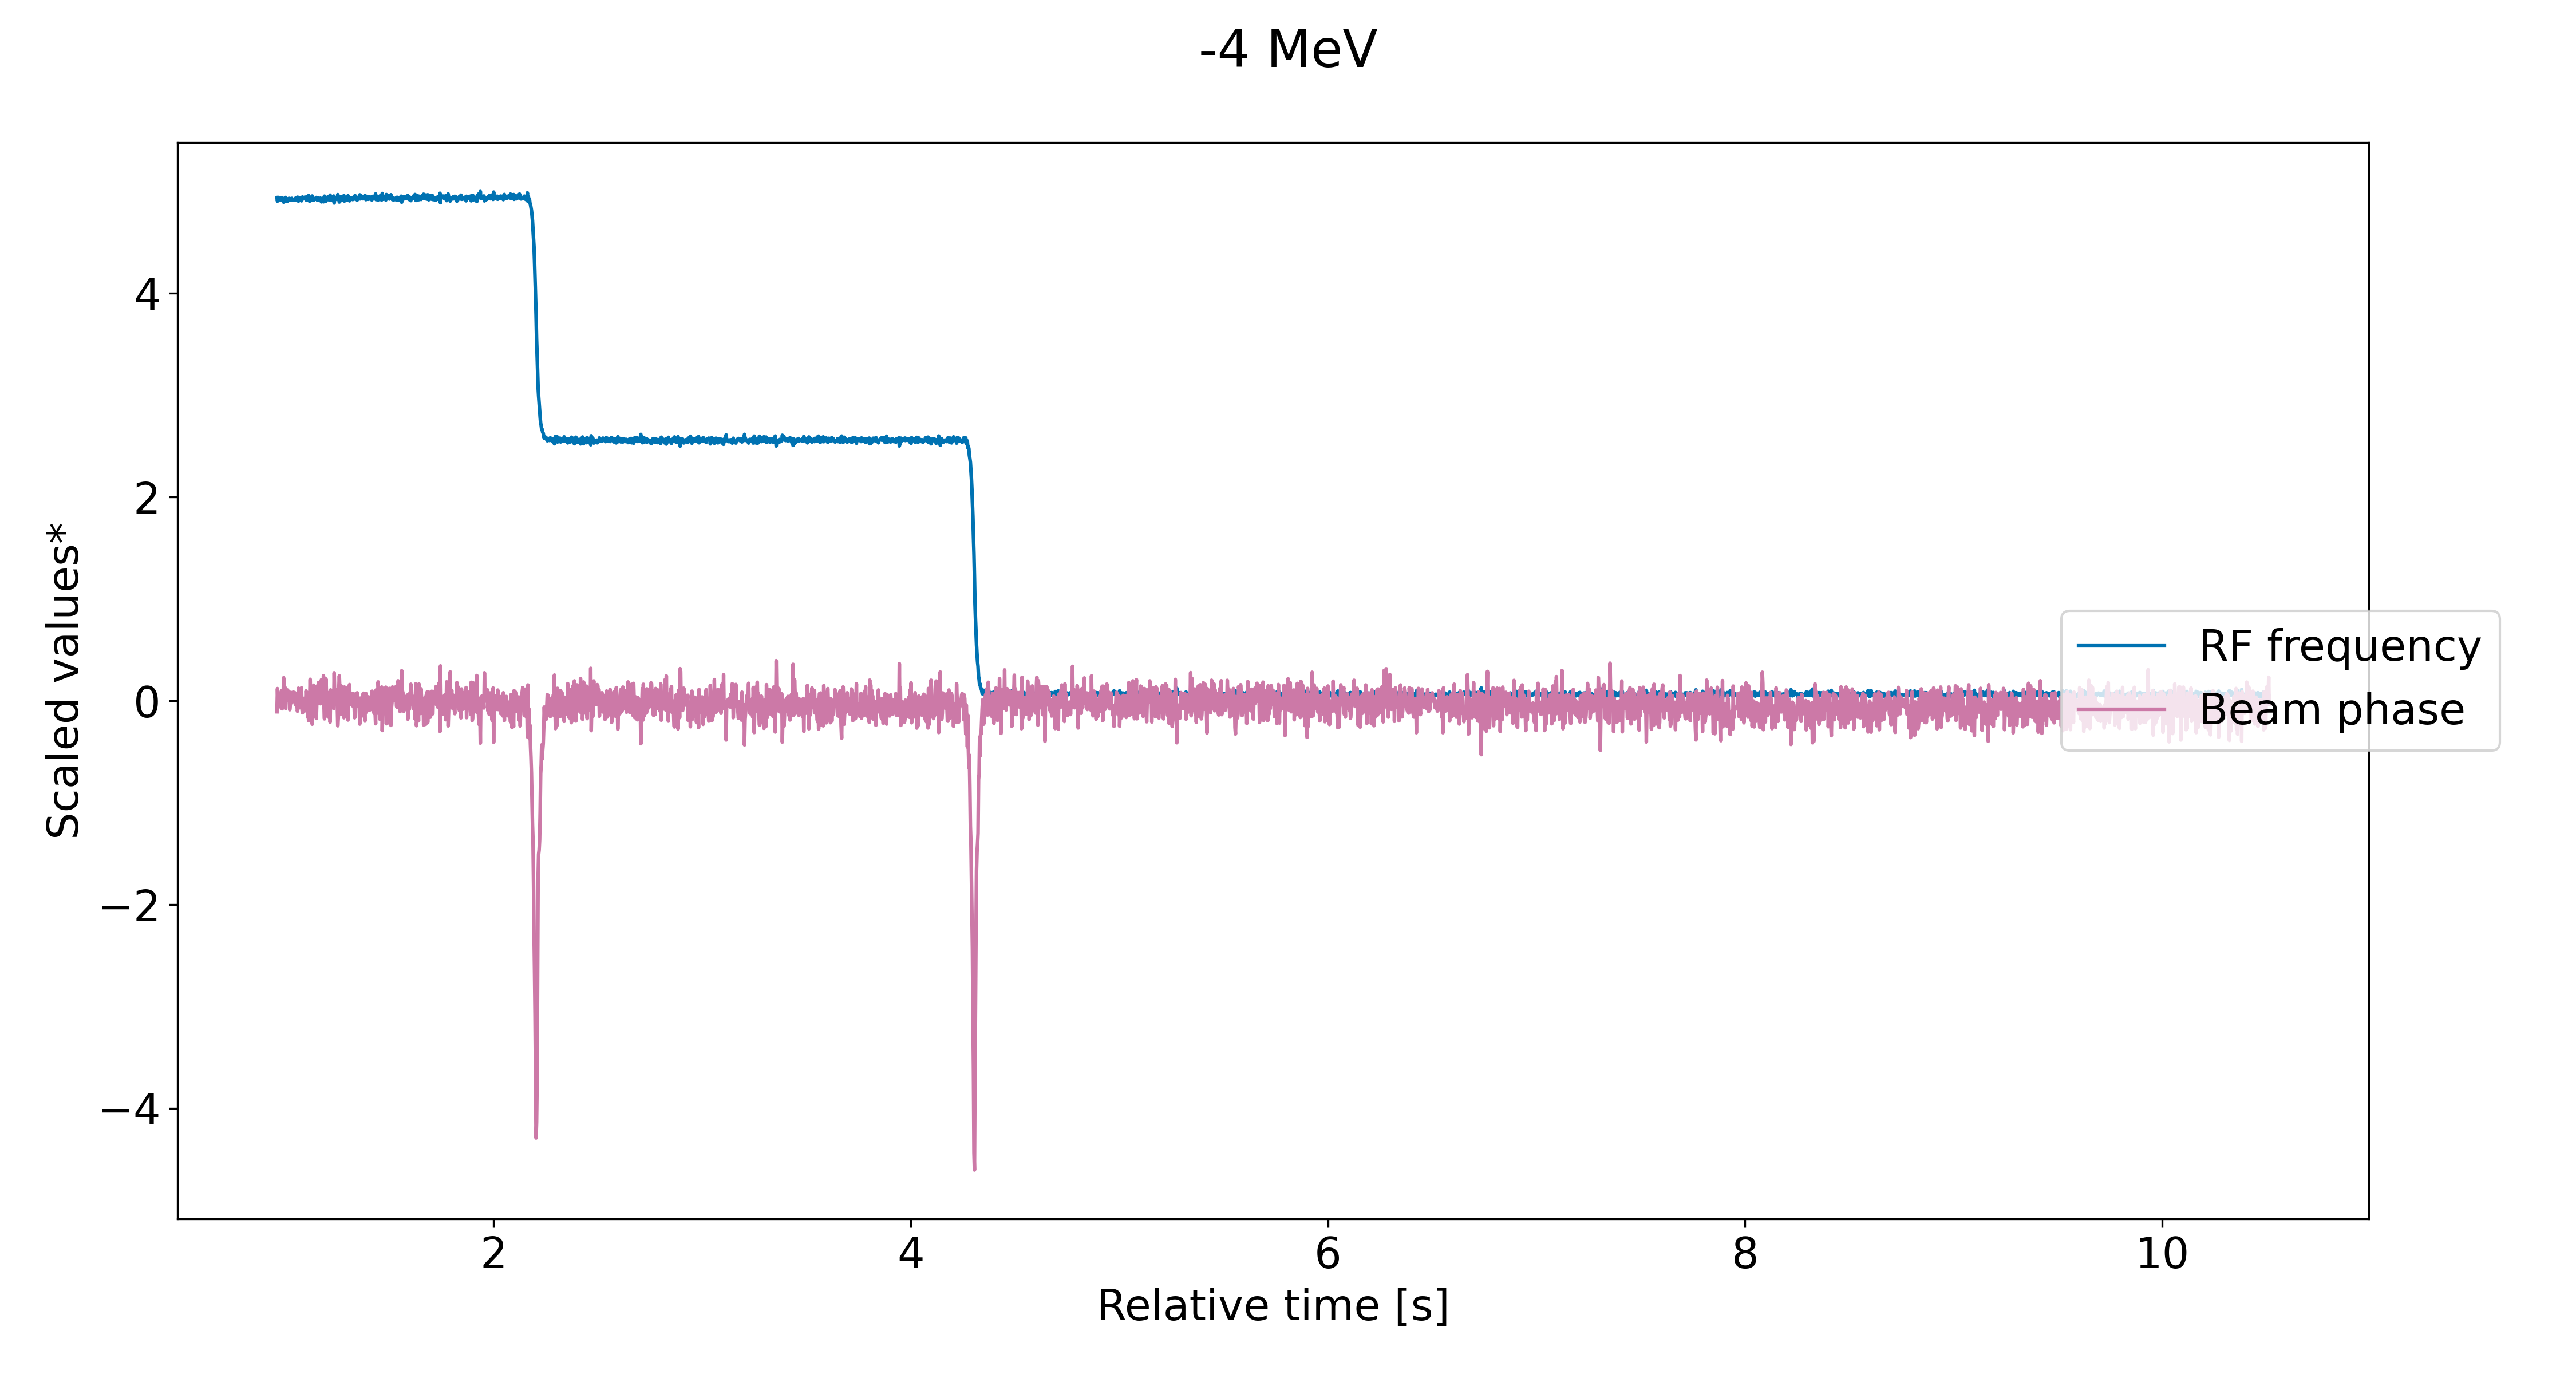 -4 MeV
Scaled values*
4
2
0
−2
−4
2 4 6 8 10
Relative time [s]
RF frequency
Beam phase